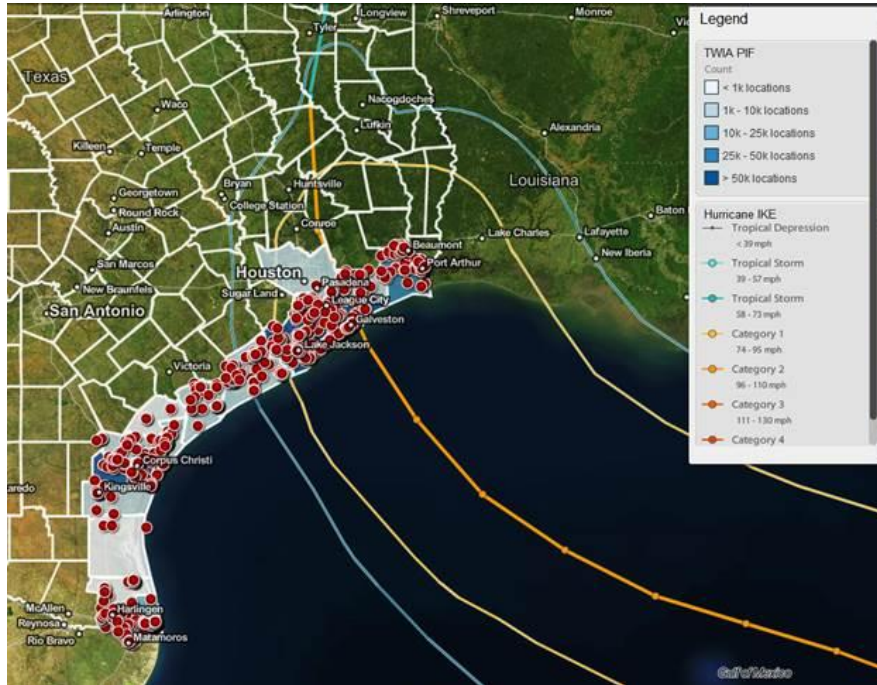 Arlington
Longview
Shreveport
Monroe
Tyler
Texas
Waco
Nacogdoches
Lufkin
Alexandria
Killeen
Temple
Louisiana
Bryan
Huntsville
Georgetown
College Station
Round Rock
Austin
Conroe
Baton
Lake Charles
Lafayette
Beaumont
New Iberia
San Marcos
Houston
Port Arthur
Pasadena
New Braunfels
Sugar Land
League City
San Antonio
Galveston
Lake Jackson
Victoria
Corpus Christi
Kingsville
aredo
McAllen
Harlingen
Reynosa
Rio Bravo
Matamoros
Gulf of Mexico
Legend
TWIA PIF
Count
< 1k locations
1k - 10k locations
10k - 25k locations
25k - 50k locations
> 50k locations
Hurricane IKE
Tropical Depression
< 39 mph
Tropical Storm
39 - 57 mph
Tropical Storm
58 - 73 mph
Category 1
74 - 95 mph
Category 2
96 - 110 mph
Category 3
111 - 130 mph
Category 4